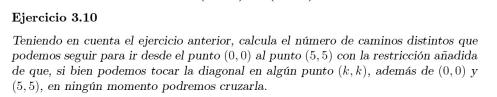 Ejercicio 3.10
Teniendo en cuenta el ejercicio anterior, calcula el número de caminos distintos que
podemos seguir para ir desde el punto (0, 0) al punto (5, 5) con la restricción añadida
de que, si bien podemos tocar la diagonal en algún punto (k, k), además de (0, 0) y
(5, 5), en ningún momento podremos cruzarla.